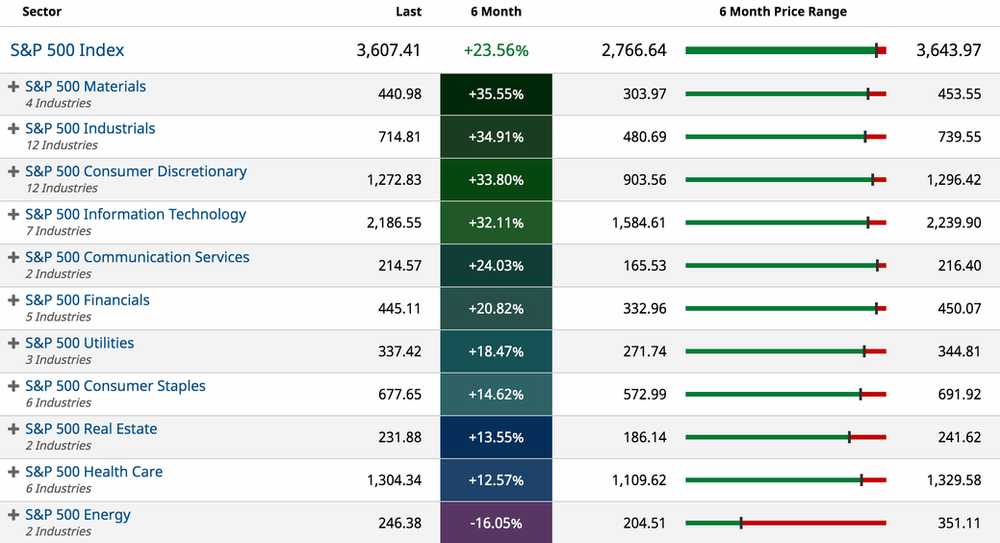 Sector Last 6 Month 6 Month Price Range
S&P 500 Index 3,607.41 +23.56% 2,766.64 3,643.97
S&P 500 Materials 440.98 +35.55% 303.97 453.55
4 Industries
S&P 500 Industrials 714.81 +34.91% 480.69 739.55
12 Industries
S&P 500 Consumer Discretionary 1,272.83 +33.80% 903.56 1,296.42
12 Industries
S&P 500 Information Technology 2,186.55 +32.11% 1,584.61 2,239.90
7 Industries
S&P 500 Communication Services 214.57 +24.03% 165.53 216.40
2 Industries
S&P 500 Financials 445.11 +20.82% 332.96 450.07
5 Industries
S&P 500 Utilities 337.42 +18.47% 271.74 344.81
3 Industries
S&P 500 Consumer Staples 677.65 +14.62% 572.99 691.92
6 Industries
S&P 500 Real Estate 231.88 +13.55% 186.14 241.62
2 Industries
S&P 500 Health Care 1,304.34 +12.57% 1,109.62 1,329.58
6 Industries
S&P 500 Energy 246.38 -16.05% 204.51 351.11
2 Industries